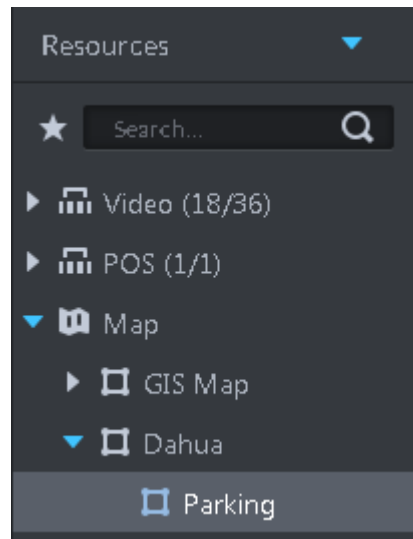 Resources
Search...
Video (18/36)
POS (1/1)
Map
GIS Map
Dahua
Parking